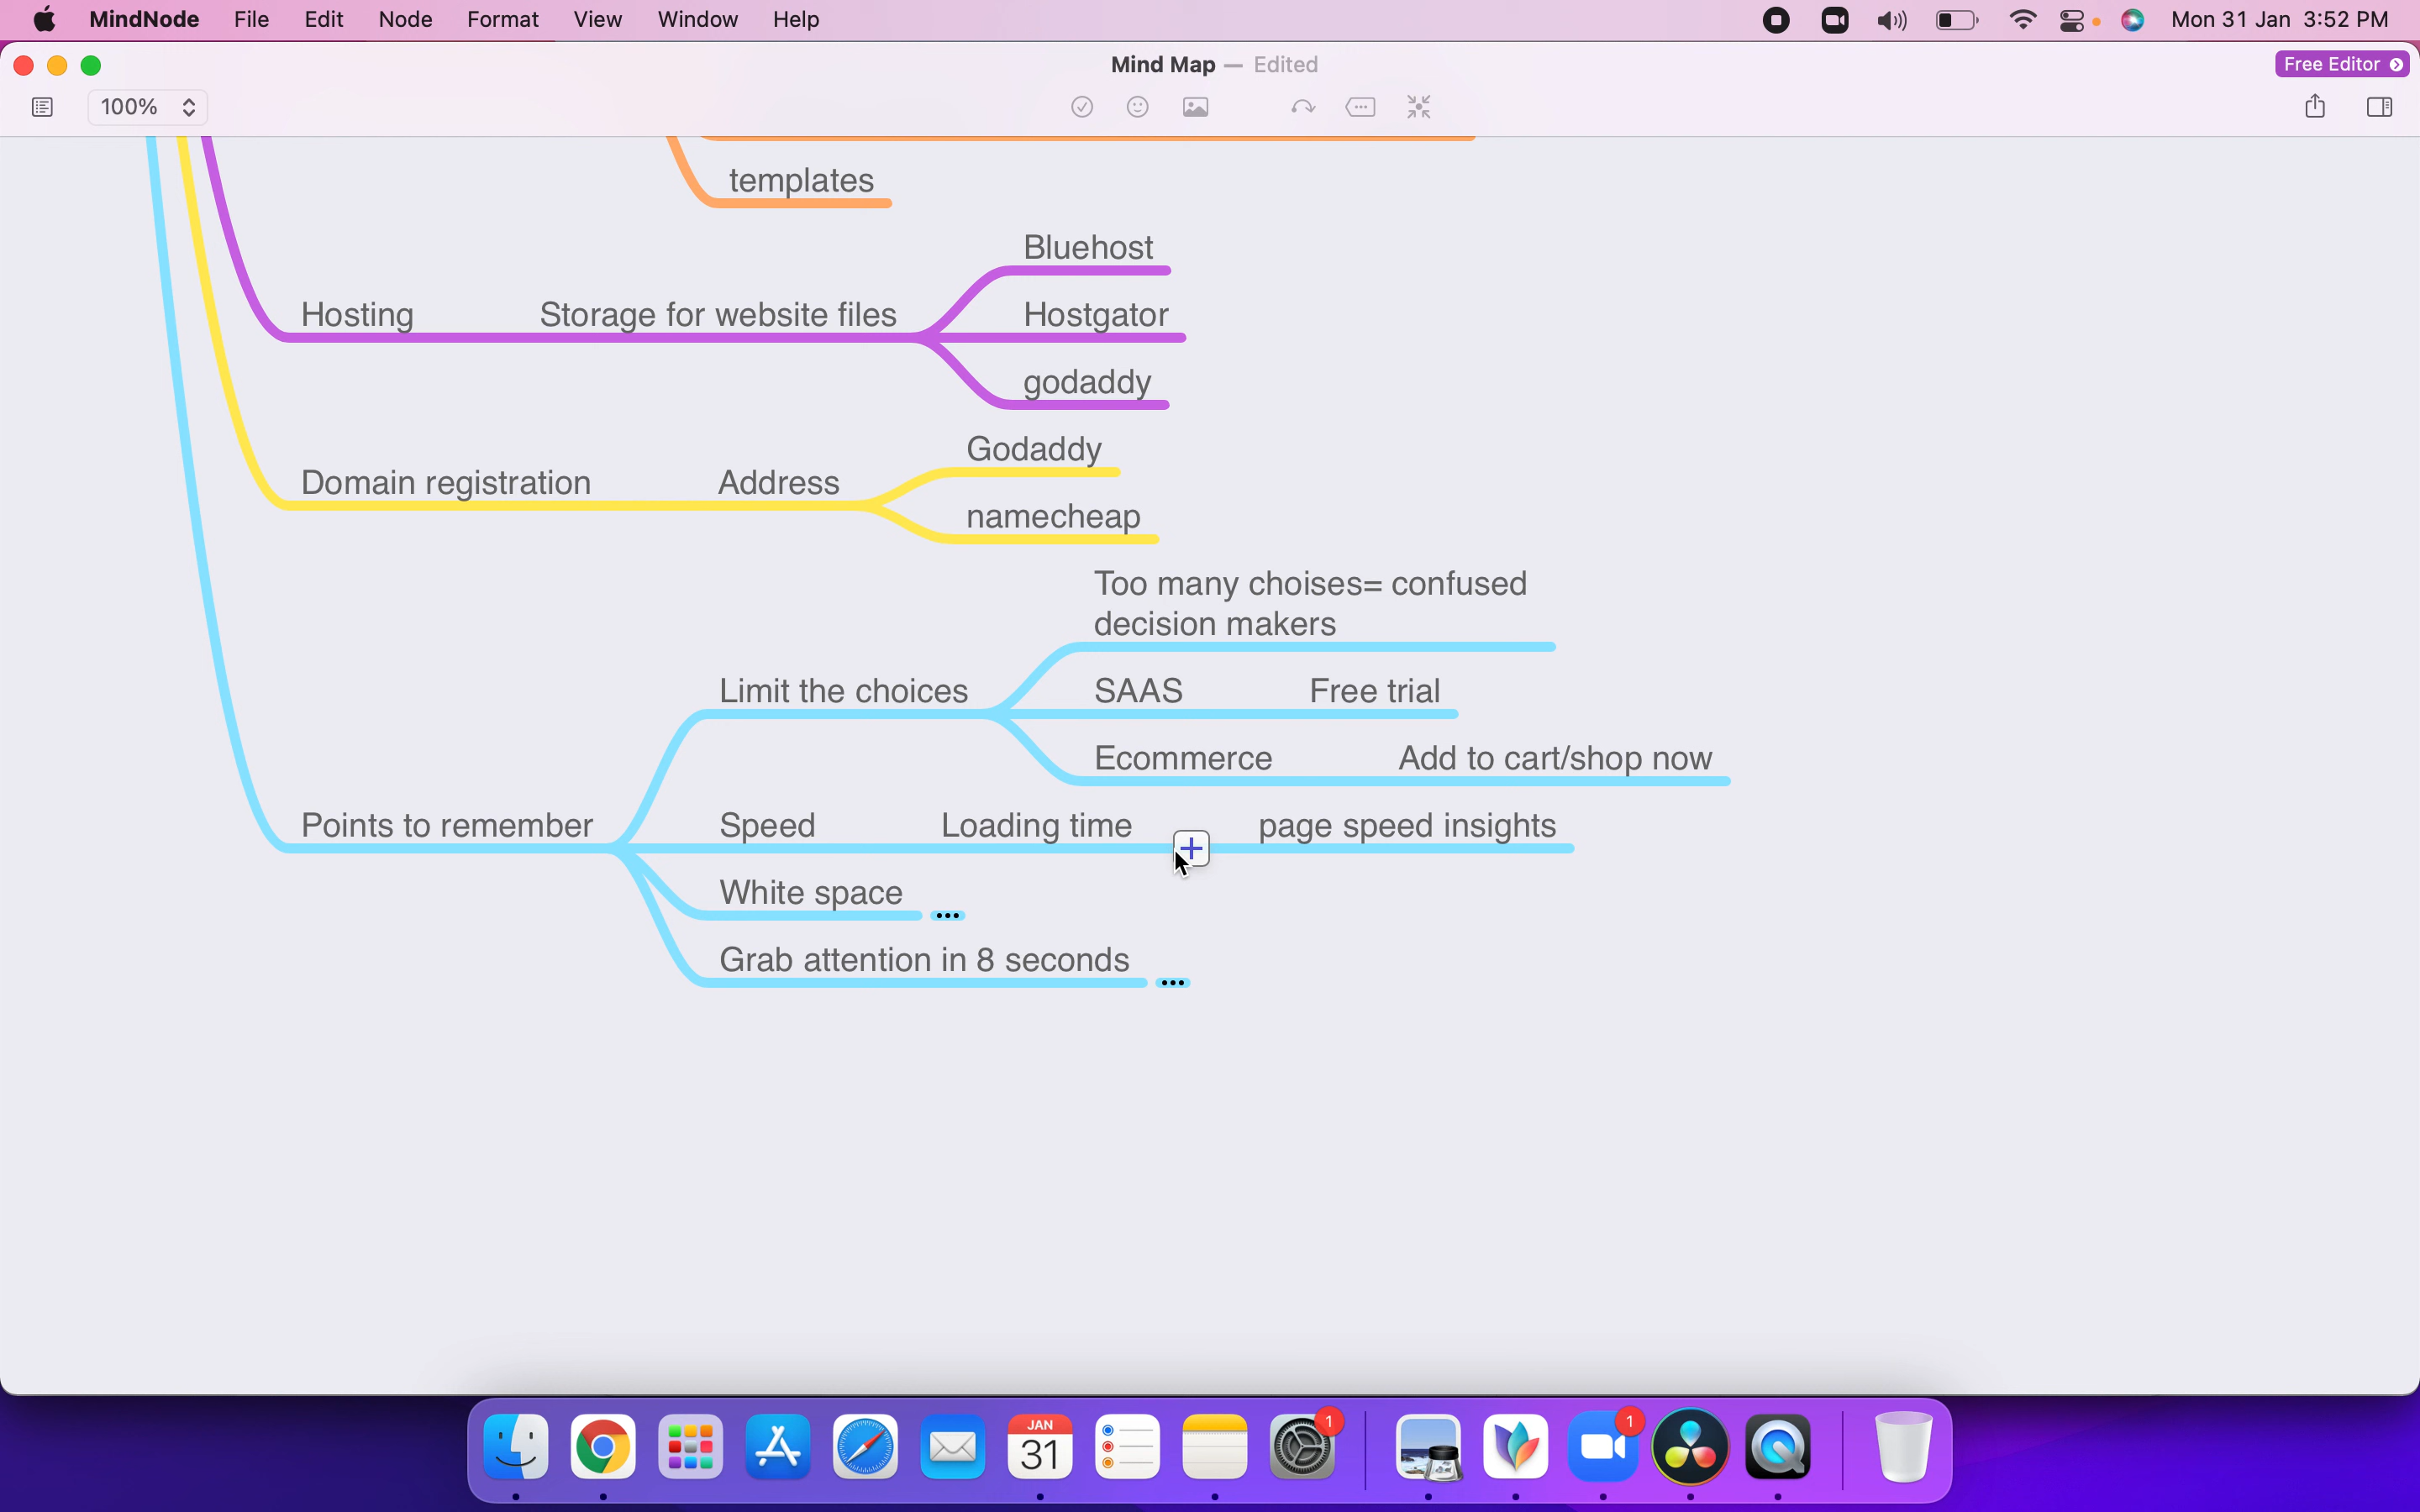 MindNode File Edit Node Format View Window Help Mon 31 Jan 3:52 PM
Mind Map — Edited
Free Editor
100%
templates
Bluehost
Hosting Storage for website files Hostgator
godaddy
Godaddy
Domain registration Address
namecheap
Too many choises= confused
decision makers
Limit the choices SAAS Free trial
Ecommerce Add to cart/shop now
Points to remember Speed Loading time page speed insights
White space
Grab attention in 8 seconds
JAN
31
1
1